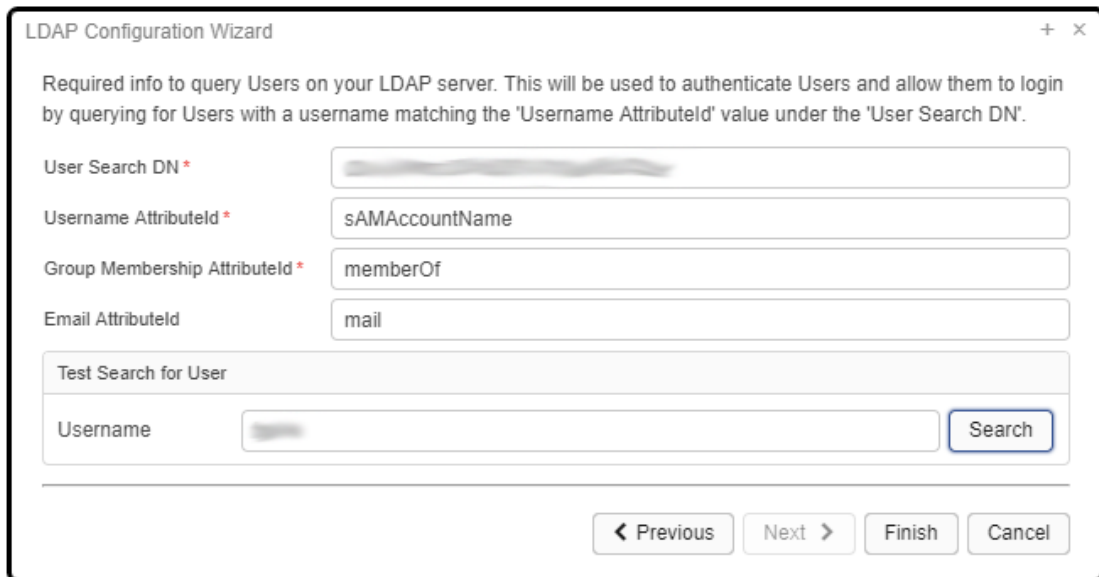 LDAP Configuration Wizard
Required info to query Users on your LDAP server. This will be used to authenticate Users and allow them to login
by querying for Users with a username matching the 'Username AttributeId' value under the 'User Search DN'.
User Search DN *
Username AttributeId * sAMAccountName
Group Membership AttributeId * memberOf
Email AttributeId mail
Test Search for User
Username Search
Previous Next Finish Cancel